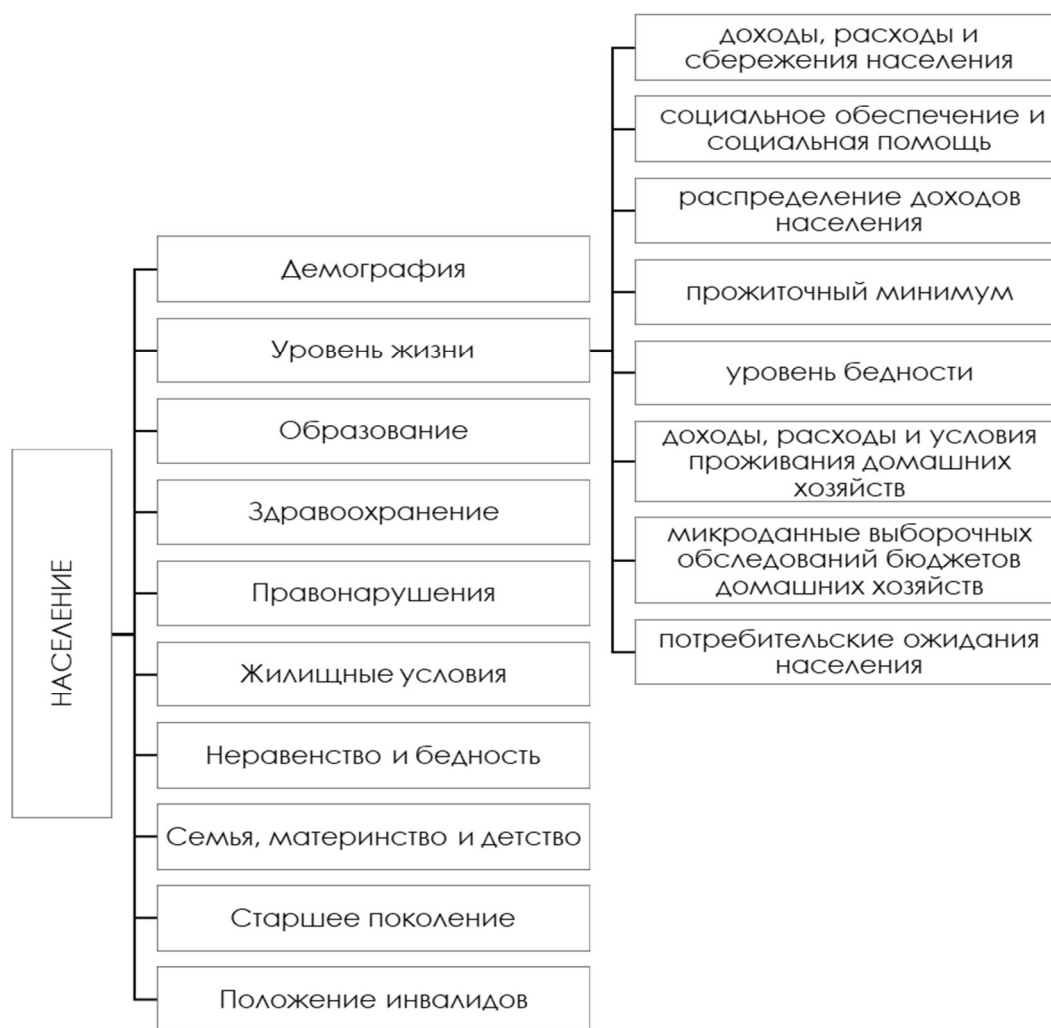 НАСЕЛЕНИЕ
Демография
Уровень жизни
Образование
Здравоохранение
Правонарушения
Жилищные условия
Неравенство и бедность
Семья, материнство и детство
Старшее поколение
Положение инвалидов
доходы, расходы и
сбережения населения
социальное обеспечение и
социальная помощь
распределение доходов
населения
прожиточный минимум
уровень бедности
доходы, расходы и условия
проживания домашних
хозяйств
микроданные выборочных
обследований бюджетов
домашних хозяйств
потребительские ожидания
населения